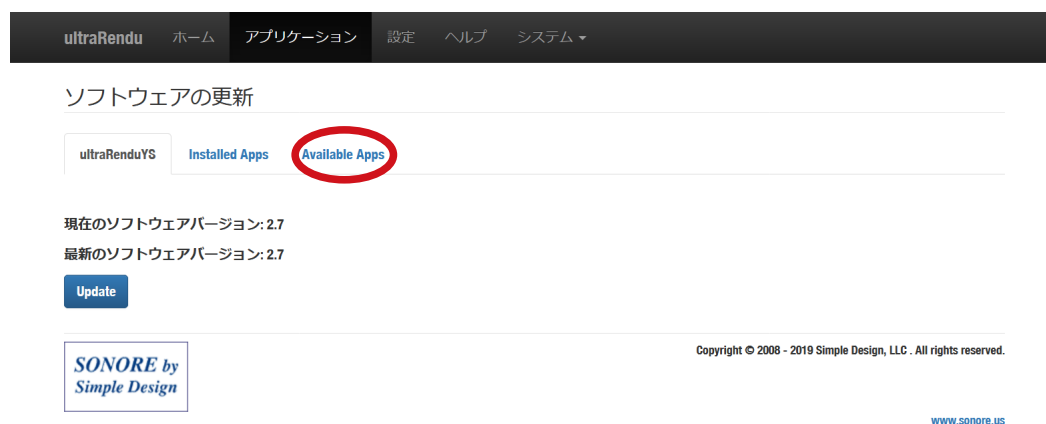 ultraRendu ホーム アプリケーション 設定 ヘルプ システム
ソフトウェアの更新
ultraRenduYS Installed Apps Available Apps
現在のソフトウェアバージョン: 2.7
最新のソフトウェアバージョン: 2.7
Update
SONORE by
Simple Design
Copyright © 2008 - 2019 Simple Design, LLC . All rights reserved.
www.sonore.us